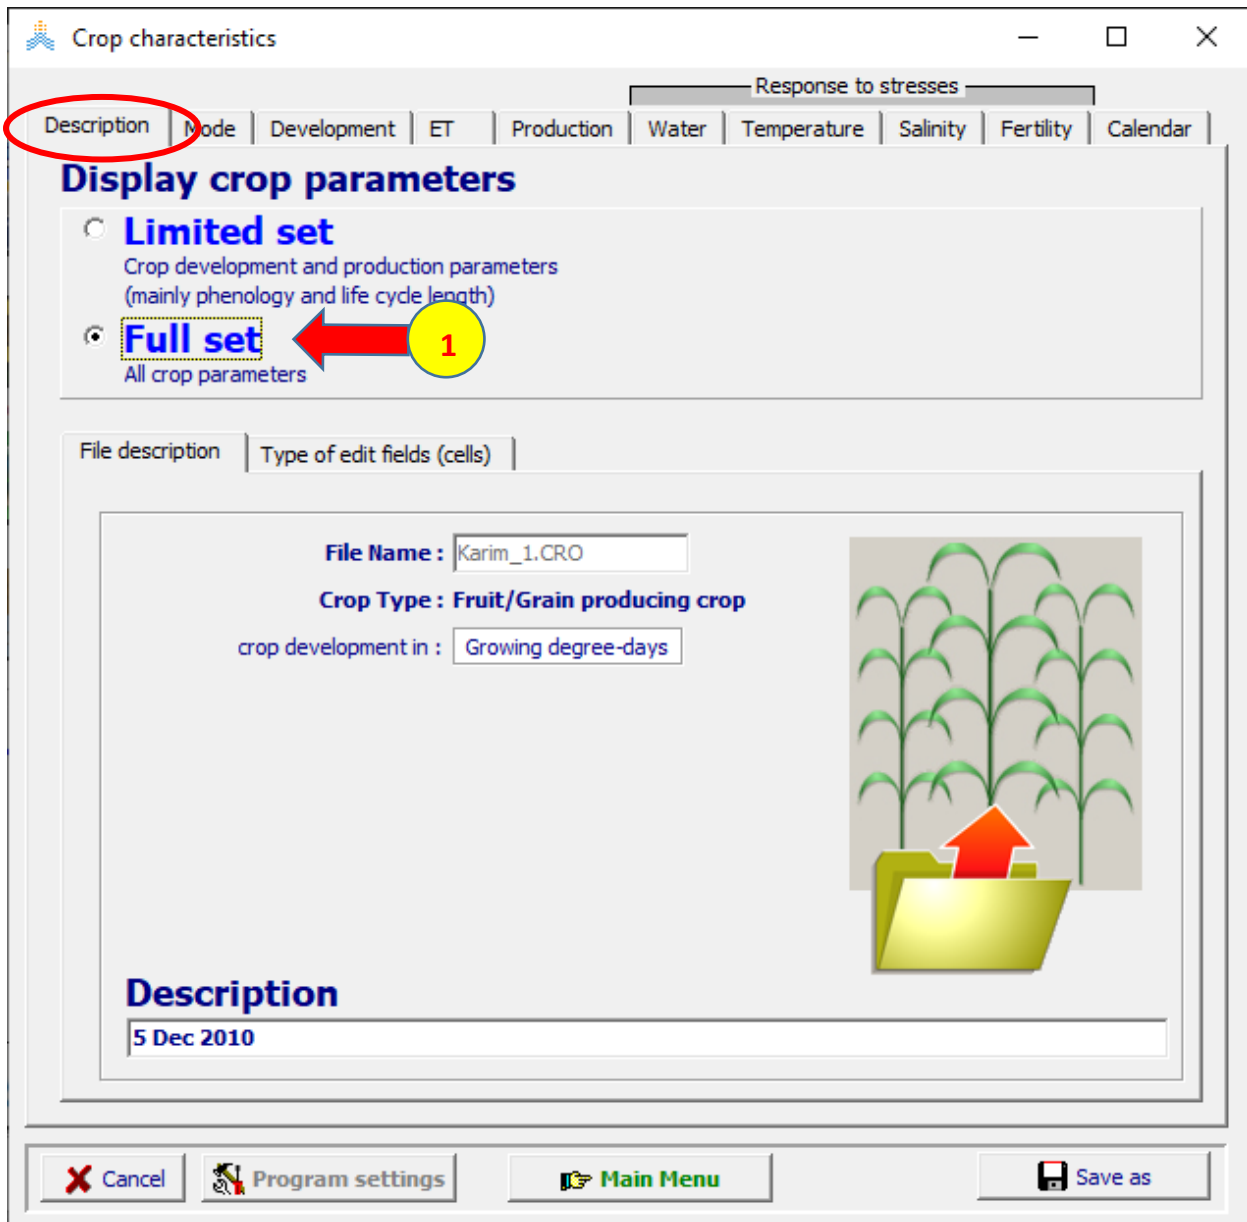 Crop characteristics
Response to stresses
Description Mode Development ET Production Water Temperature Salinity Fertility Calendar
Display crop parameters
Limited set
Crop development and production parameters
(mainly phenology and life cycle length)
Full set
1
All crop parameters
File description Type of edit fields (cells)
File Name : Karim_1.CRO
Crop Type : Fruit/Grain producing crop
crop development in : Growing degree-days
Description
5 Dec 2010
Cancel Program settings Main Menu Save as